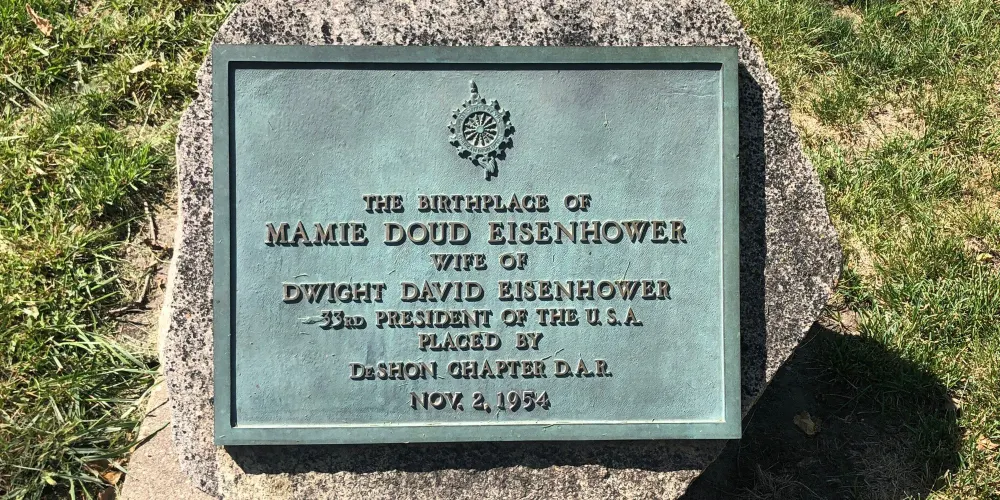 THE BIRTHPLACE OF
MAMIE DOUD EISENHOWER
WIFE OF
DWIGHT DAVID EISENHOWER
33RD PRESIDENT OF THE U.S.A.
PLACED BY
DESHON CHAPTER D.A.R.
NOV. 2, 1954